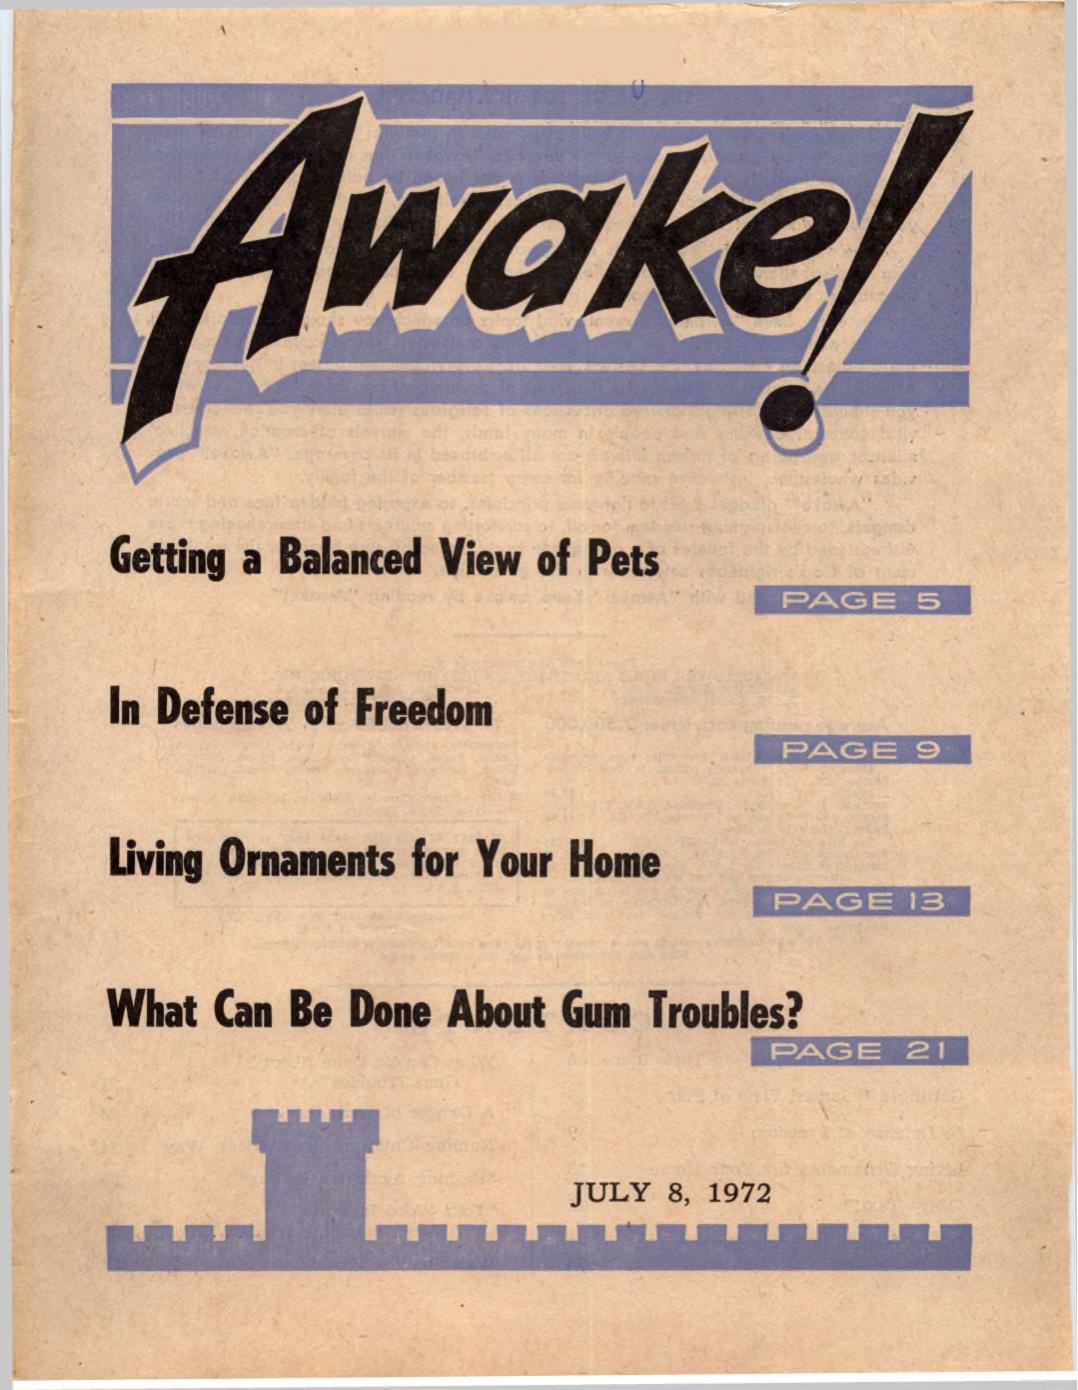 Awake!
Getting a Balanced View of Pets
PAGE 5
In Defense of Freedom
PAGE 9
Living Ornaments for Your Home
PAGE 13
What Can Be Done About Gum Troubles?
PAGE 21
JULY 8, 1972